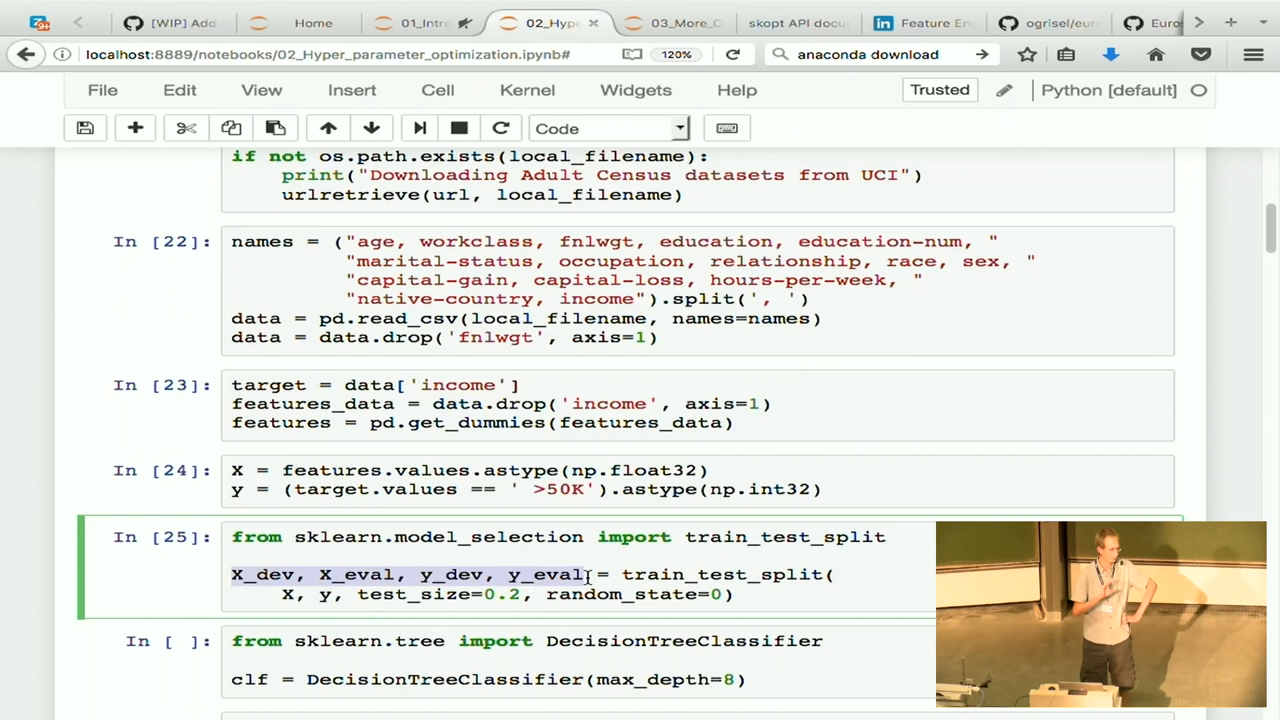 [WIP] Add
Home
01_Intr
02_Hype
03_More_C
skopt API docu
Feature En
ogrisel/eur
Euros
localhost:8889/notebooks/02_Hyper_parameter_optimization.ipynb#
120%
anaconda download
File Edit View Insert Cell Kernel Widgets Help
Trusted
Python [default]
Code
if not os.path.exists(local_filename):
print("Downloading Adult Census datasets from UCI")
urlretrieve(url, local_filename)
In [22]:
names = ("age, workclass, fnlwgt, education, education-num, "
"marital-status, occupation, relationship, race, sex, "
"capital-gain, capital-loss, hours-per-week, "
"native-country, income").split(', ')
data = pd.read_csv(local_filename, names=names)
data = data.drop('fnlwgt', axis=1)
In [23]:
target = data['income']
features_data = data.drop('income', axis=1)
features = pd.get_dummies(features_data)
In [24]:
X = features.values.astype(np.float32)
y = (target.values == ' >50K').astype(np.int32)
In [25]:
from sklearn.model_selection import train_test_split
X_dev, X_eval, y_dev, y_eval = train_test_split(
X, y, test_size=0.2, random_state=0)
In [ ]:
from sklearn.tree import DecisionTreeClassifier
clf = DecisionTreeClassifier(max_depth=8)